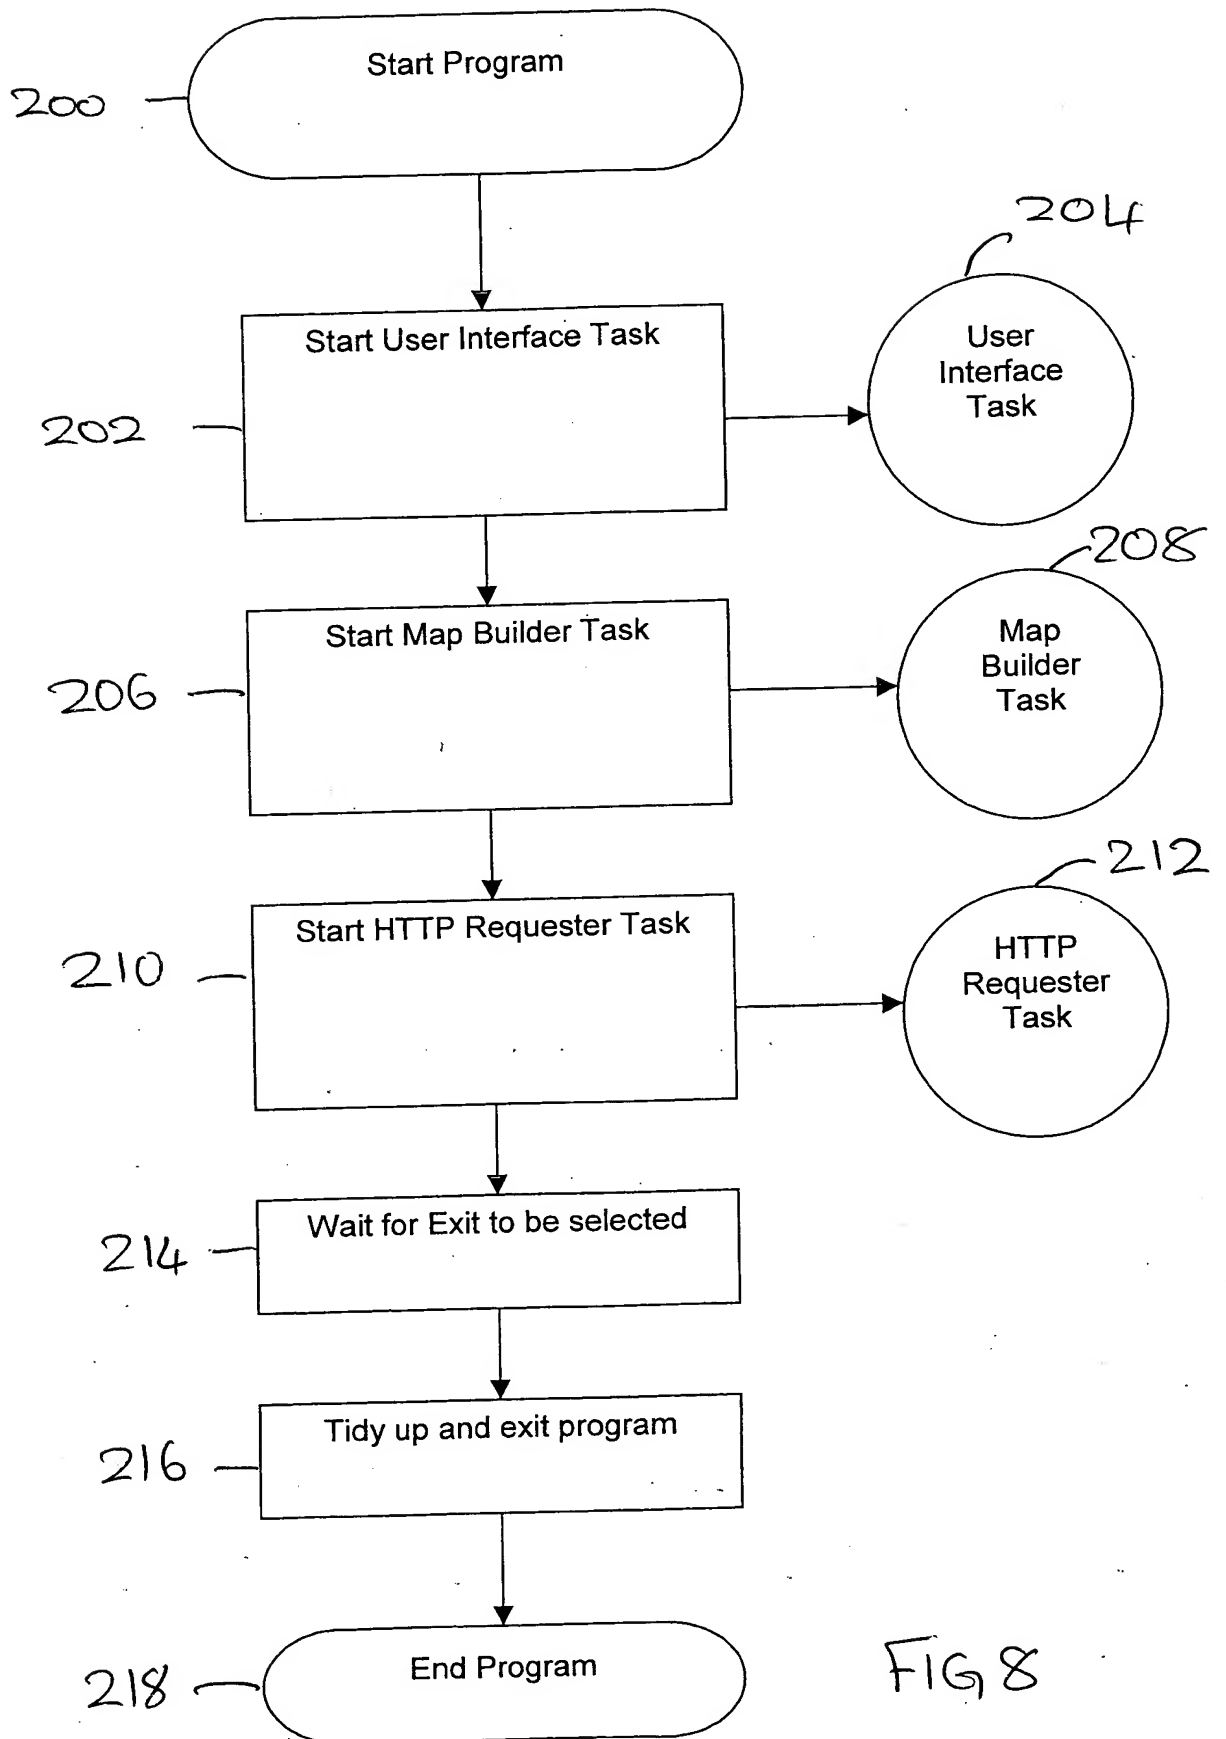 Start Program
200
204
Start User Interface Task
User
Interface
Task
202
208
Start Map Builder Task
Map
Builder
Task
206
212
Start HTTP Requester Task
HTTP
Requester
Task
210
Wait for Exit to be selected
214
Tidy up and exit program
216
End Program
218
FIG 8